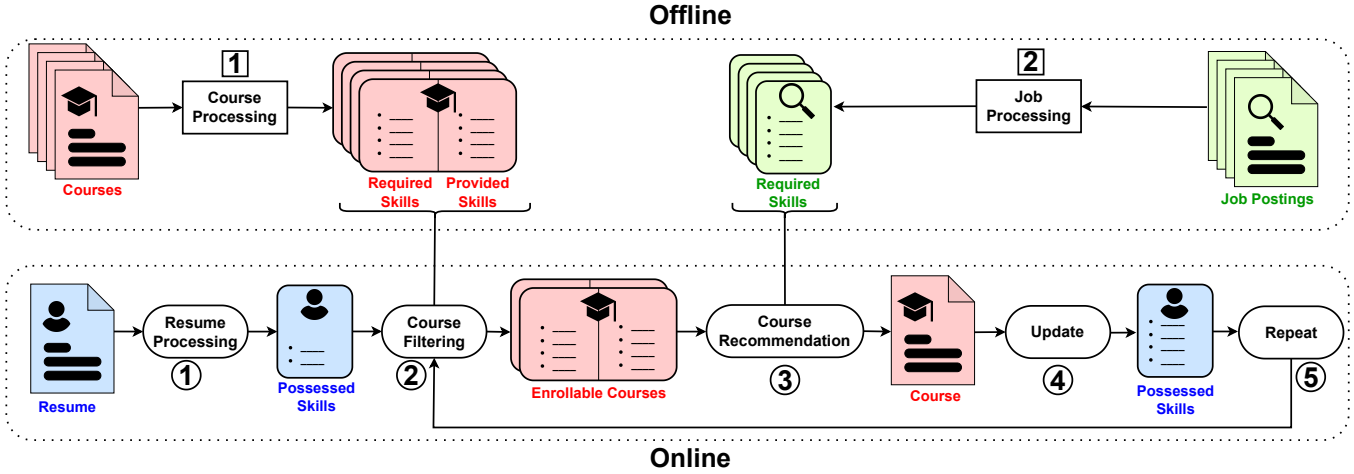 Offline
1
Course
Processing
2
Job
Processing
Courses
Required
Skills
Provided
Skills
Required
Skills
Job Postings
Resume
Processing
1
Course
Filtering
2
Course
Recommendation
3
Update
4
Repeat
5
Resume
Possessed
Skills
Enrollable Courses
Course
Possessed
Skills
Online